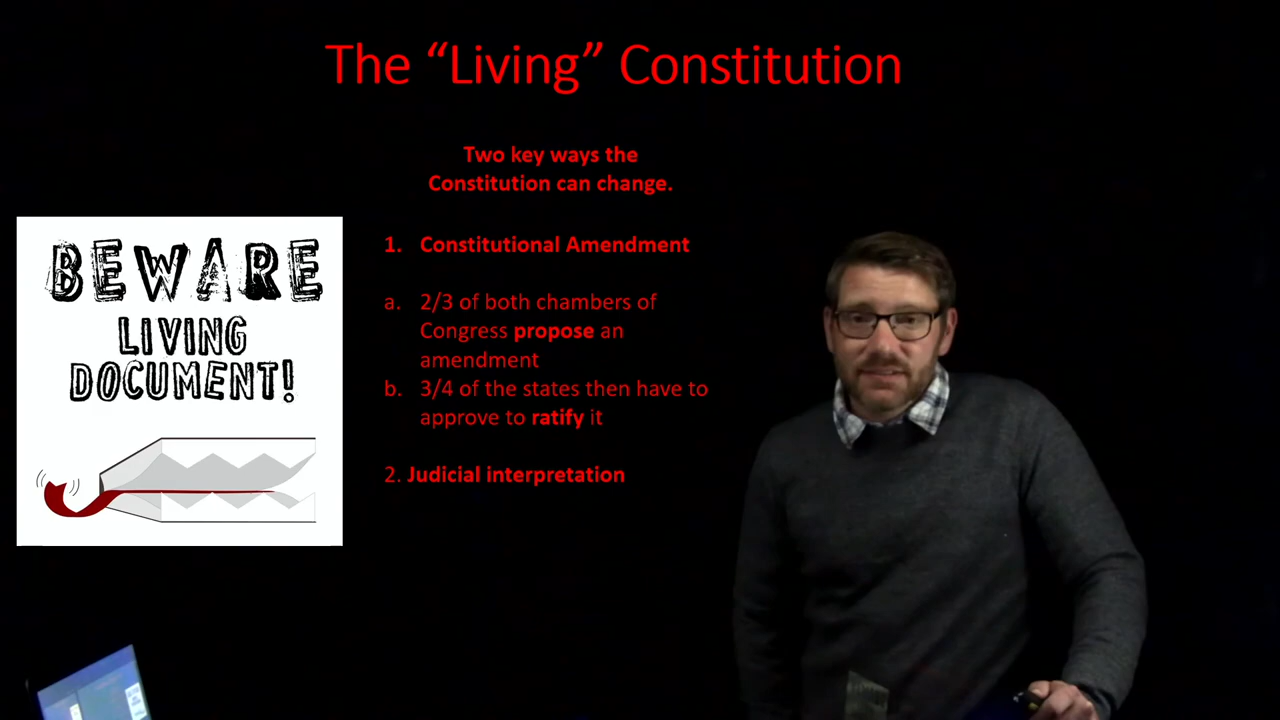 The “Living” Constitution
Two key ways the
Constitution can change.
BEWARE
LIVING
DOCUMENT!
1. Constitutional Amendment
a. 2/3 of both chambers of
Congress propose an
amendment
b. 3/4 of the states then have to
approve to ratify it
2. Judicial interpretation